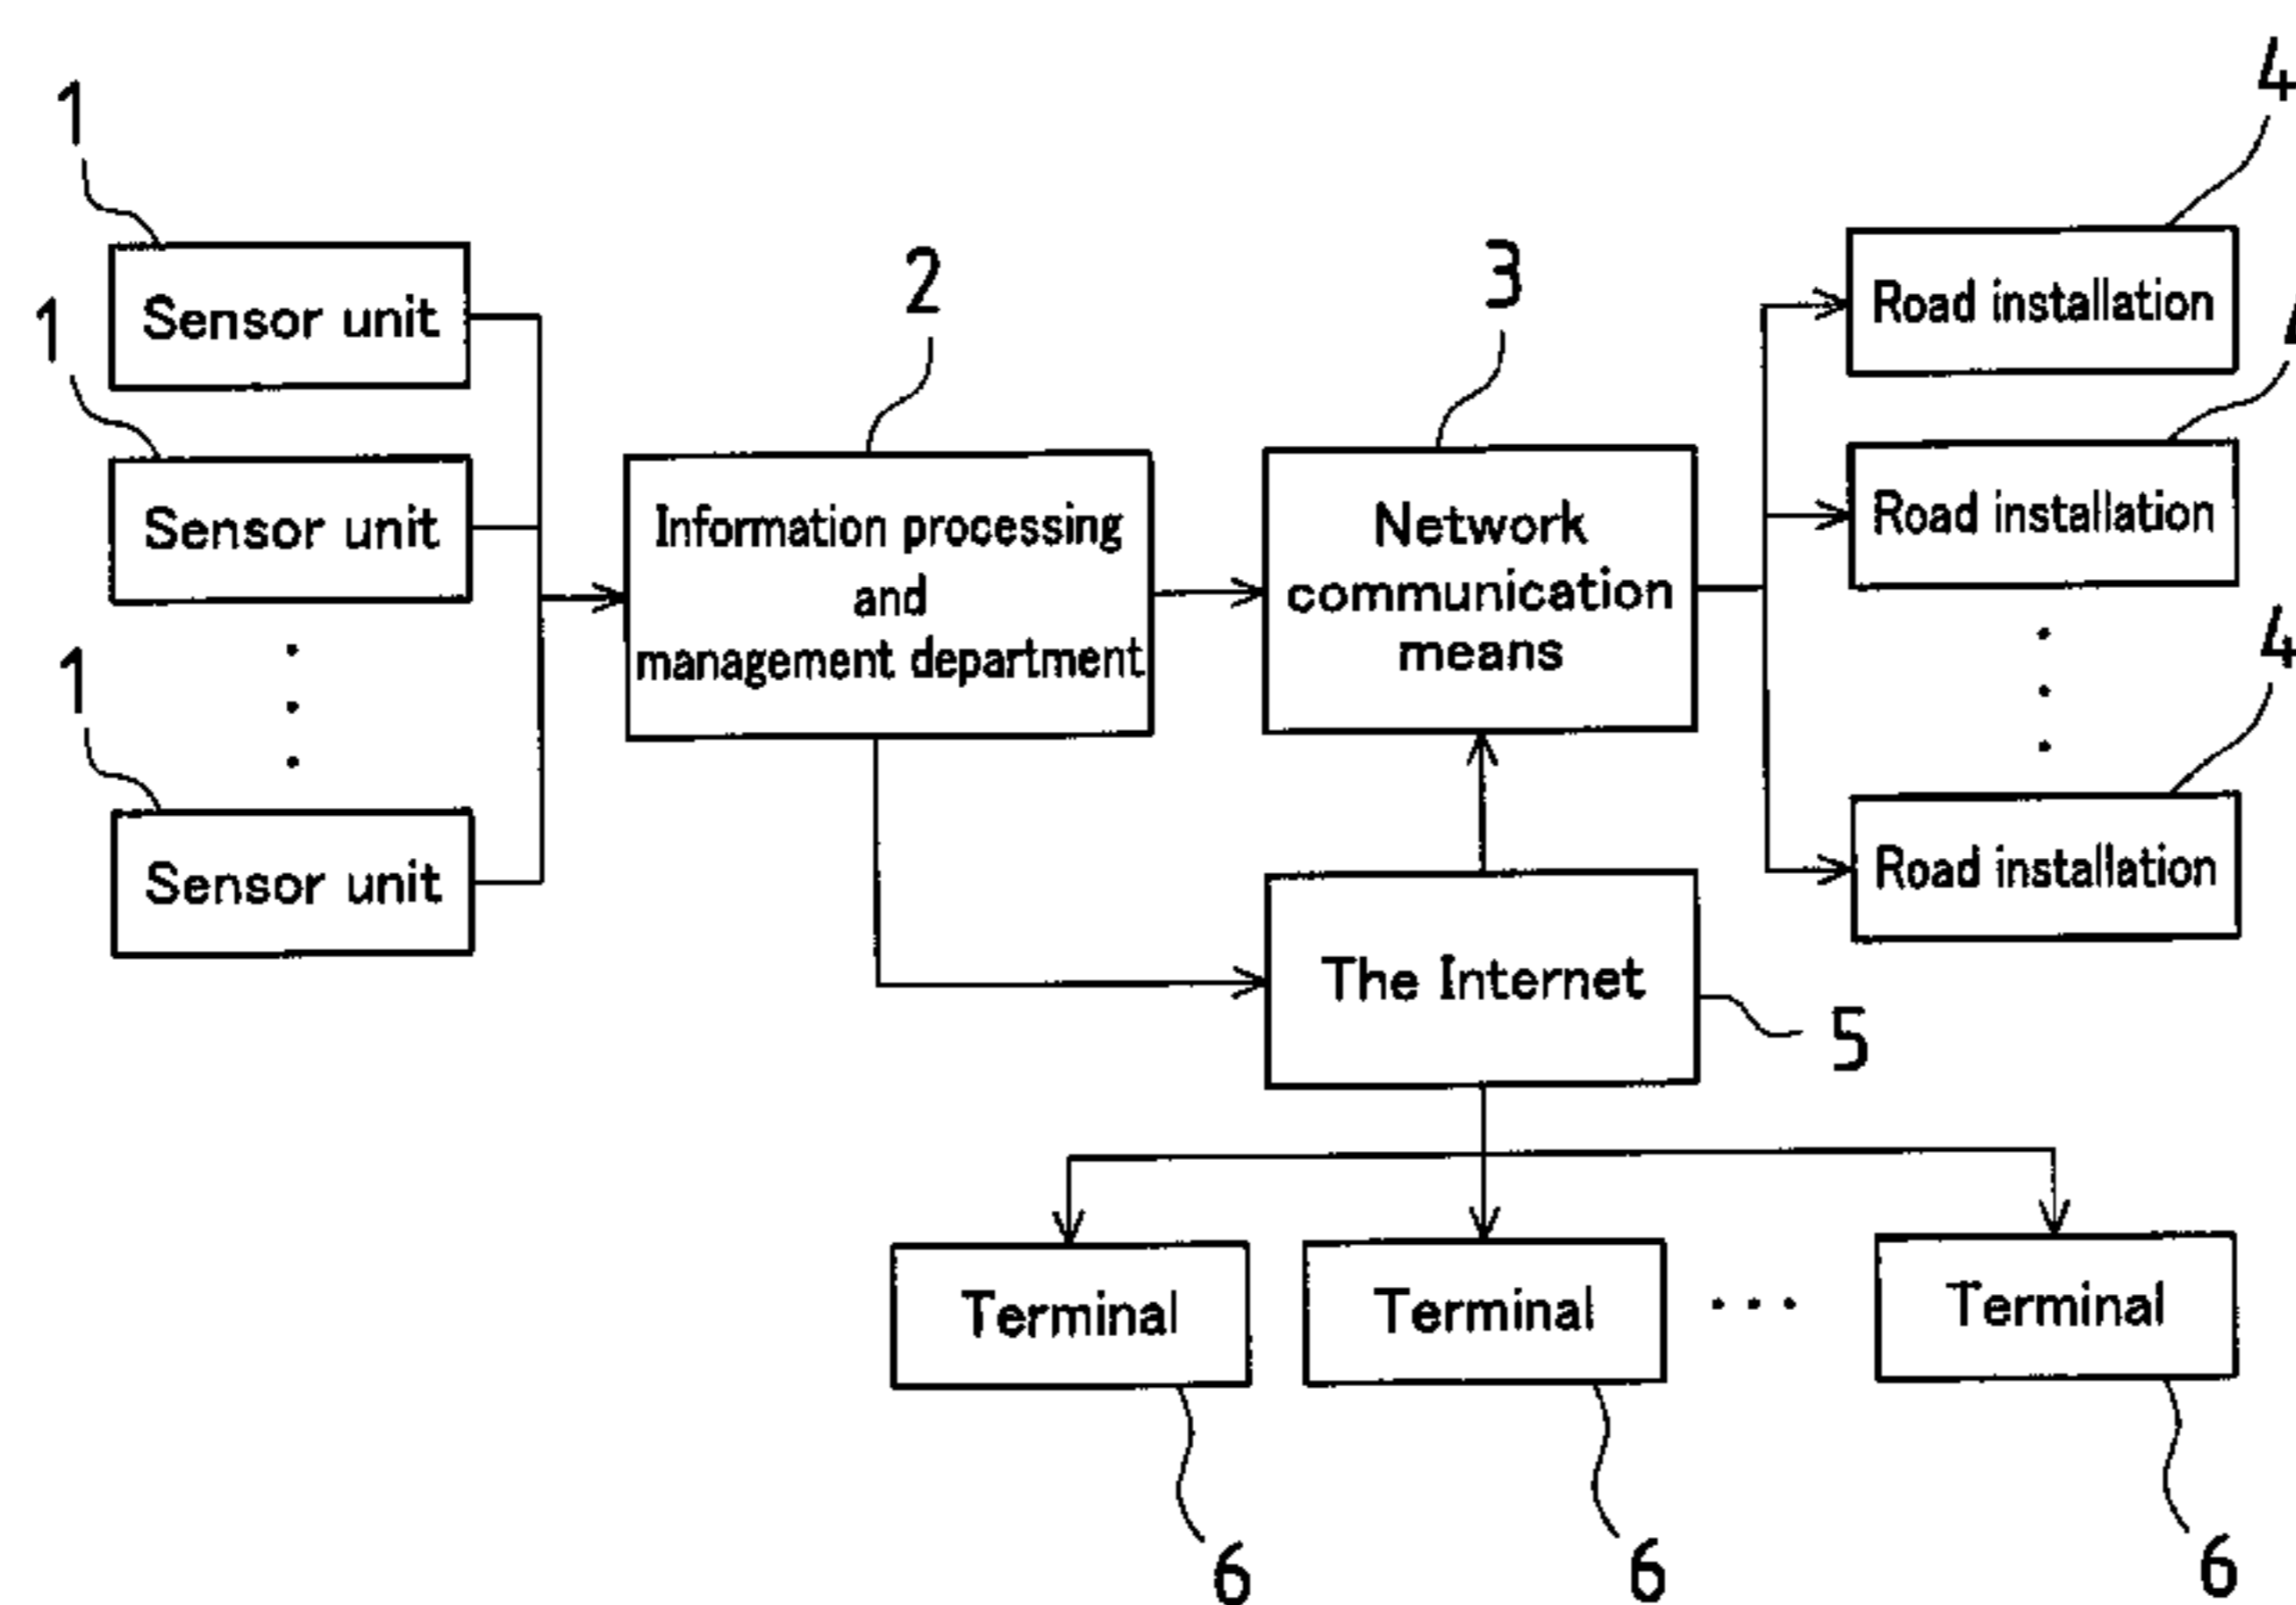 1
4
Sensor unit
2
3
Road installation
1
Sensor unit
Information processing
and
management department
Network
communication
means
Road installation
1
4
Sensor unit
Road installation
The Internet
5
Terminal
Terminal
Terminal
6
6
6